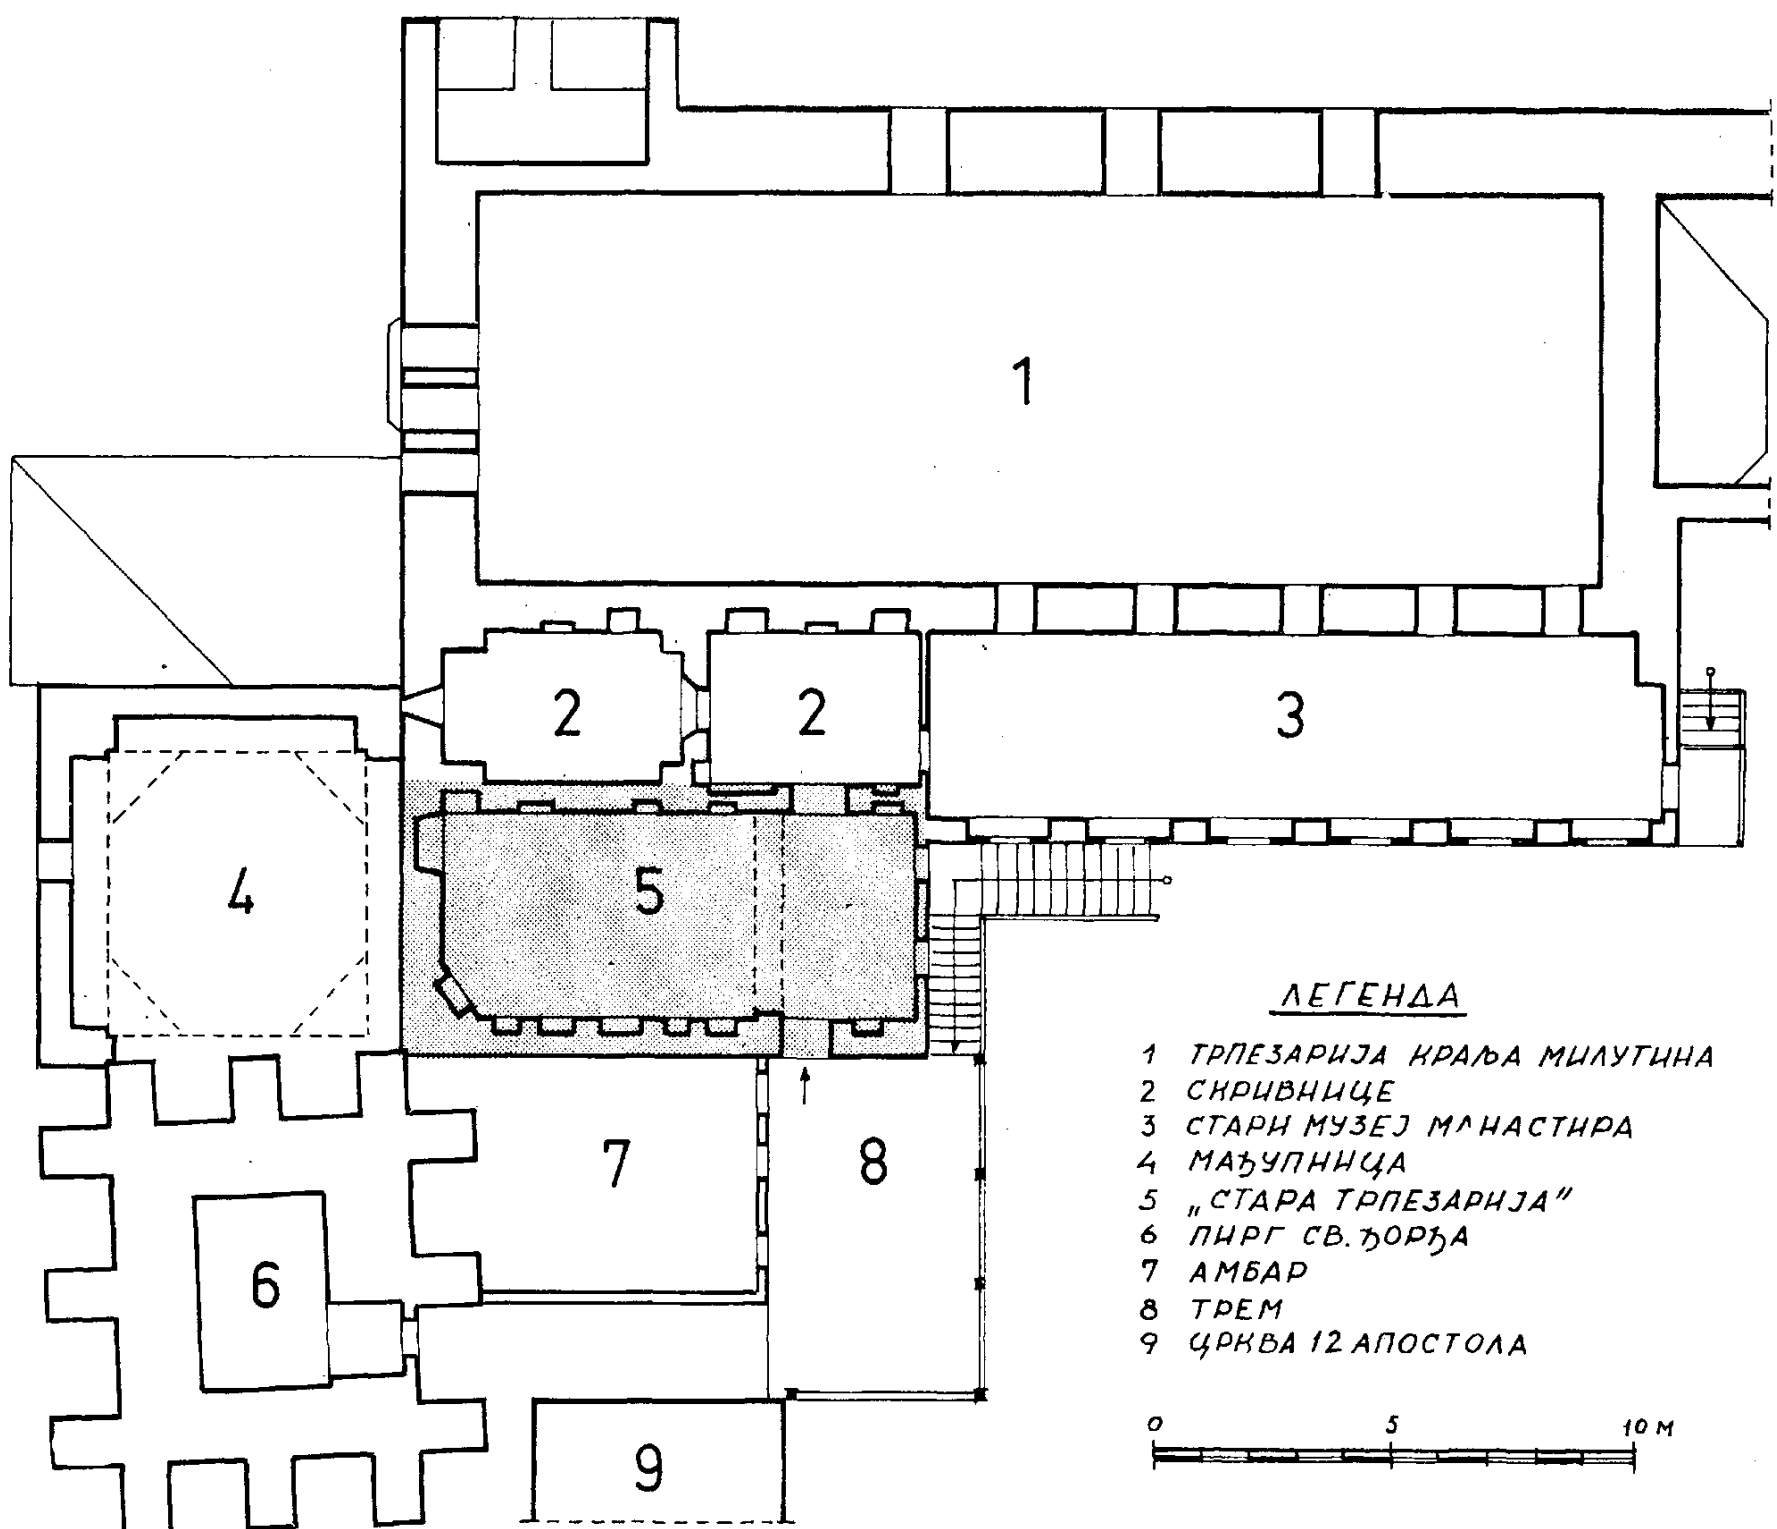 1
2 2 3
4 5
7 8
6
9
ЛЕГЕНДА
1 ТРПЕЗАРИЈА КРАЉА МИЛУТИНА
2 СКРИВНИЦЕ
3 СТАРИ МУЗЕЈ МАНАСТИРА
4 МАЂУПНИЦА
5 „СТАРА ТРПЕЗАРИЈА”
6 ПИРГ СВ. ЂОРЂА
7 АМБАР
8 ТРЕМ
9 ЦРКВА 12 АПОСТОЛА
0 5 10 М